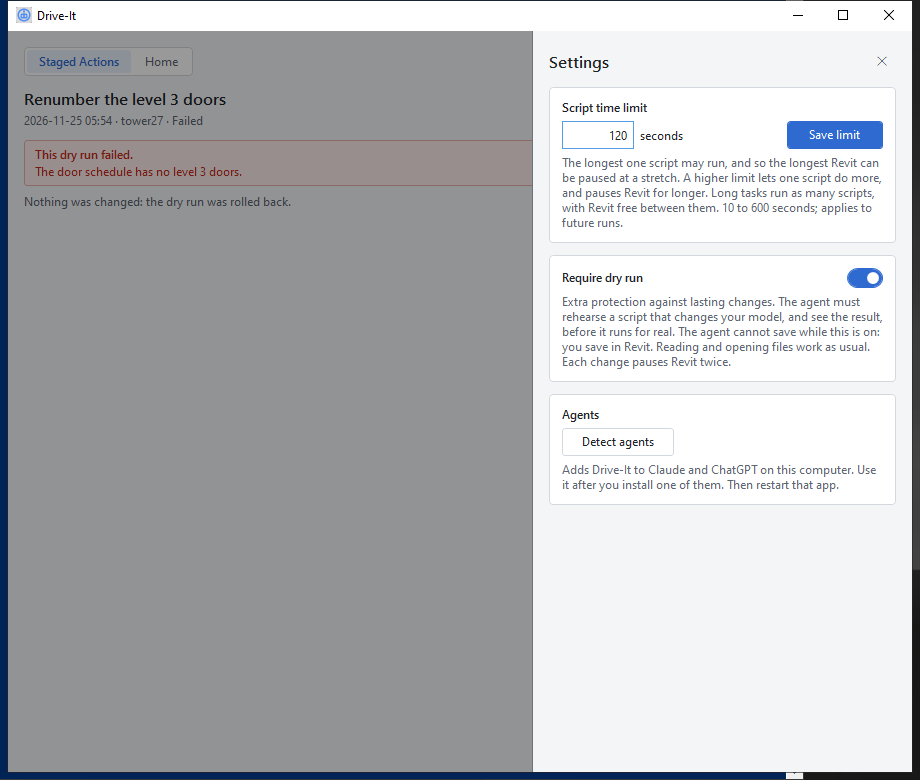 Drive-It
Staged Actions
Home
Renumber the level 3 doors
2026-11-25 05:54 · tower27 · Failed
This dry run failed.
The door schedule has no level 3 doors.
Nothing was changed: the dry run was rolled back.
Settings
Script time limit
120 seconds
Save limit
The longest one script may run, and so the longest Revit can
be paused at a stretch. A higher limit lets one script do more,
and pauses Revit for longer. Long tasks run as many scripts,
with Revit free between them. 10 to 600 seconds; applies to
future runs.
Require dry run
Extra protection against lasting changes. The agent must
rehearse a script that changes your model, and see the result,
before it runs for real. The agent cannot save while this is on:
you save in Revit. Reading and opening files work as usual.
Each change pauses Revit twice.
Agents
Detect agents
Adds Drive-It to Claude and ChatGPT on this computer. Use
it after you install one of them. Then restart that app.